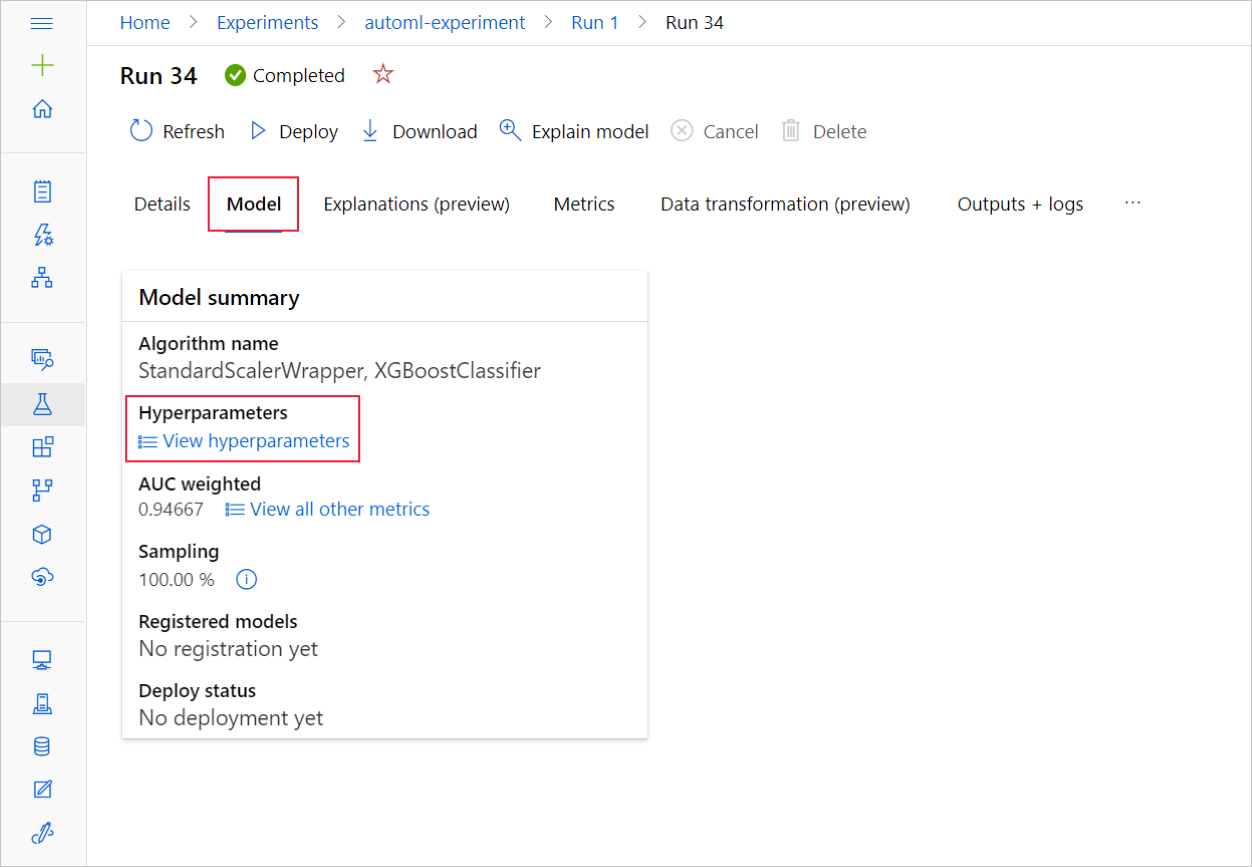 Home > Experiments > automl-experiment > Run 1 > Run 34
Run 34 Completed
Refresh Deploy Download Explain model Cancel Delete
Details Model Explanations (preview) Metrics Data transformation (preview) Outputs + logs ...
Model summary
Algorithm name
StandardScalerWrapper, XGBoostClassifier
Hyperparameters
View hyperparameters
AUC weighted
0.94667 View all other metrics
Sampling
100.00 %
Registered models
No registration yet
Deploy status
No deployment yet